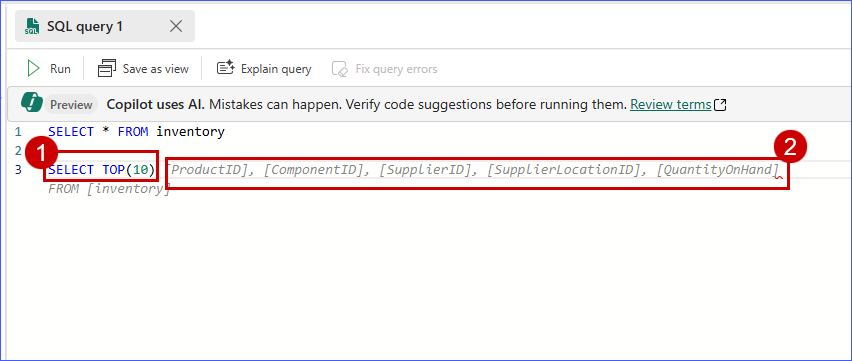 SQL query 1
Run Save as view Explain query Fix query errors
Preview Copilot uses AI. Mistakes can happen. Verify code suggestions before running them. Review terms
1 SELECT * FROM inventory
2
3 SELECT TOP(10) [ProductID], [ComponentID], [SupplierID], [SupplierLocationID], [QuantityOnHand]
FROM [inventory]
1
2